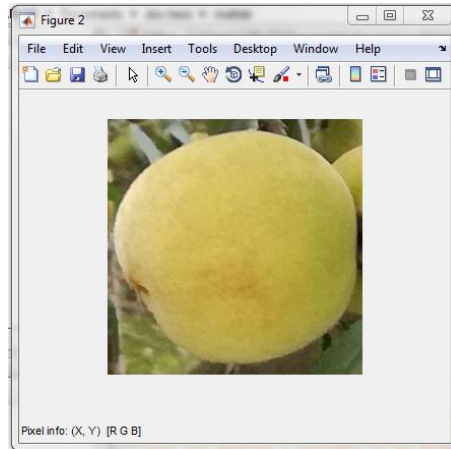 Figure 2
File Edit View Insert Tools Desktop Window Help
Pixel info: (X, Y) [R G B]